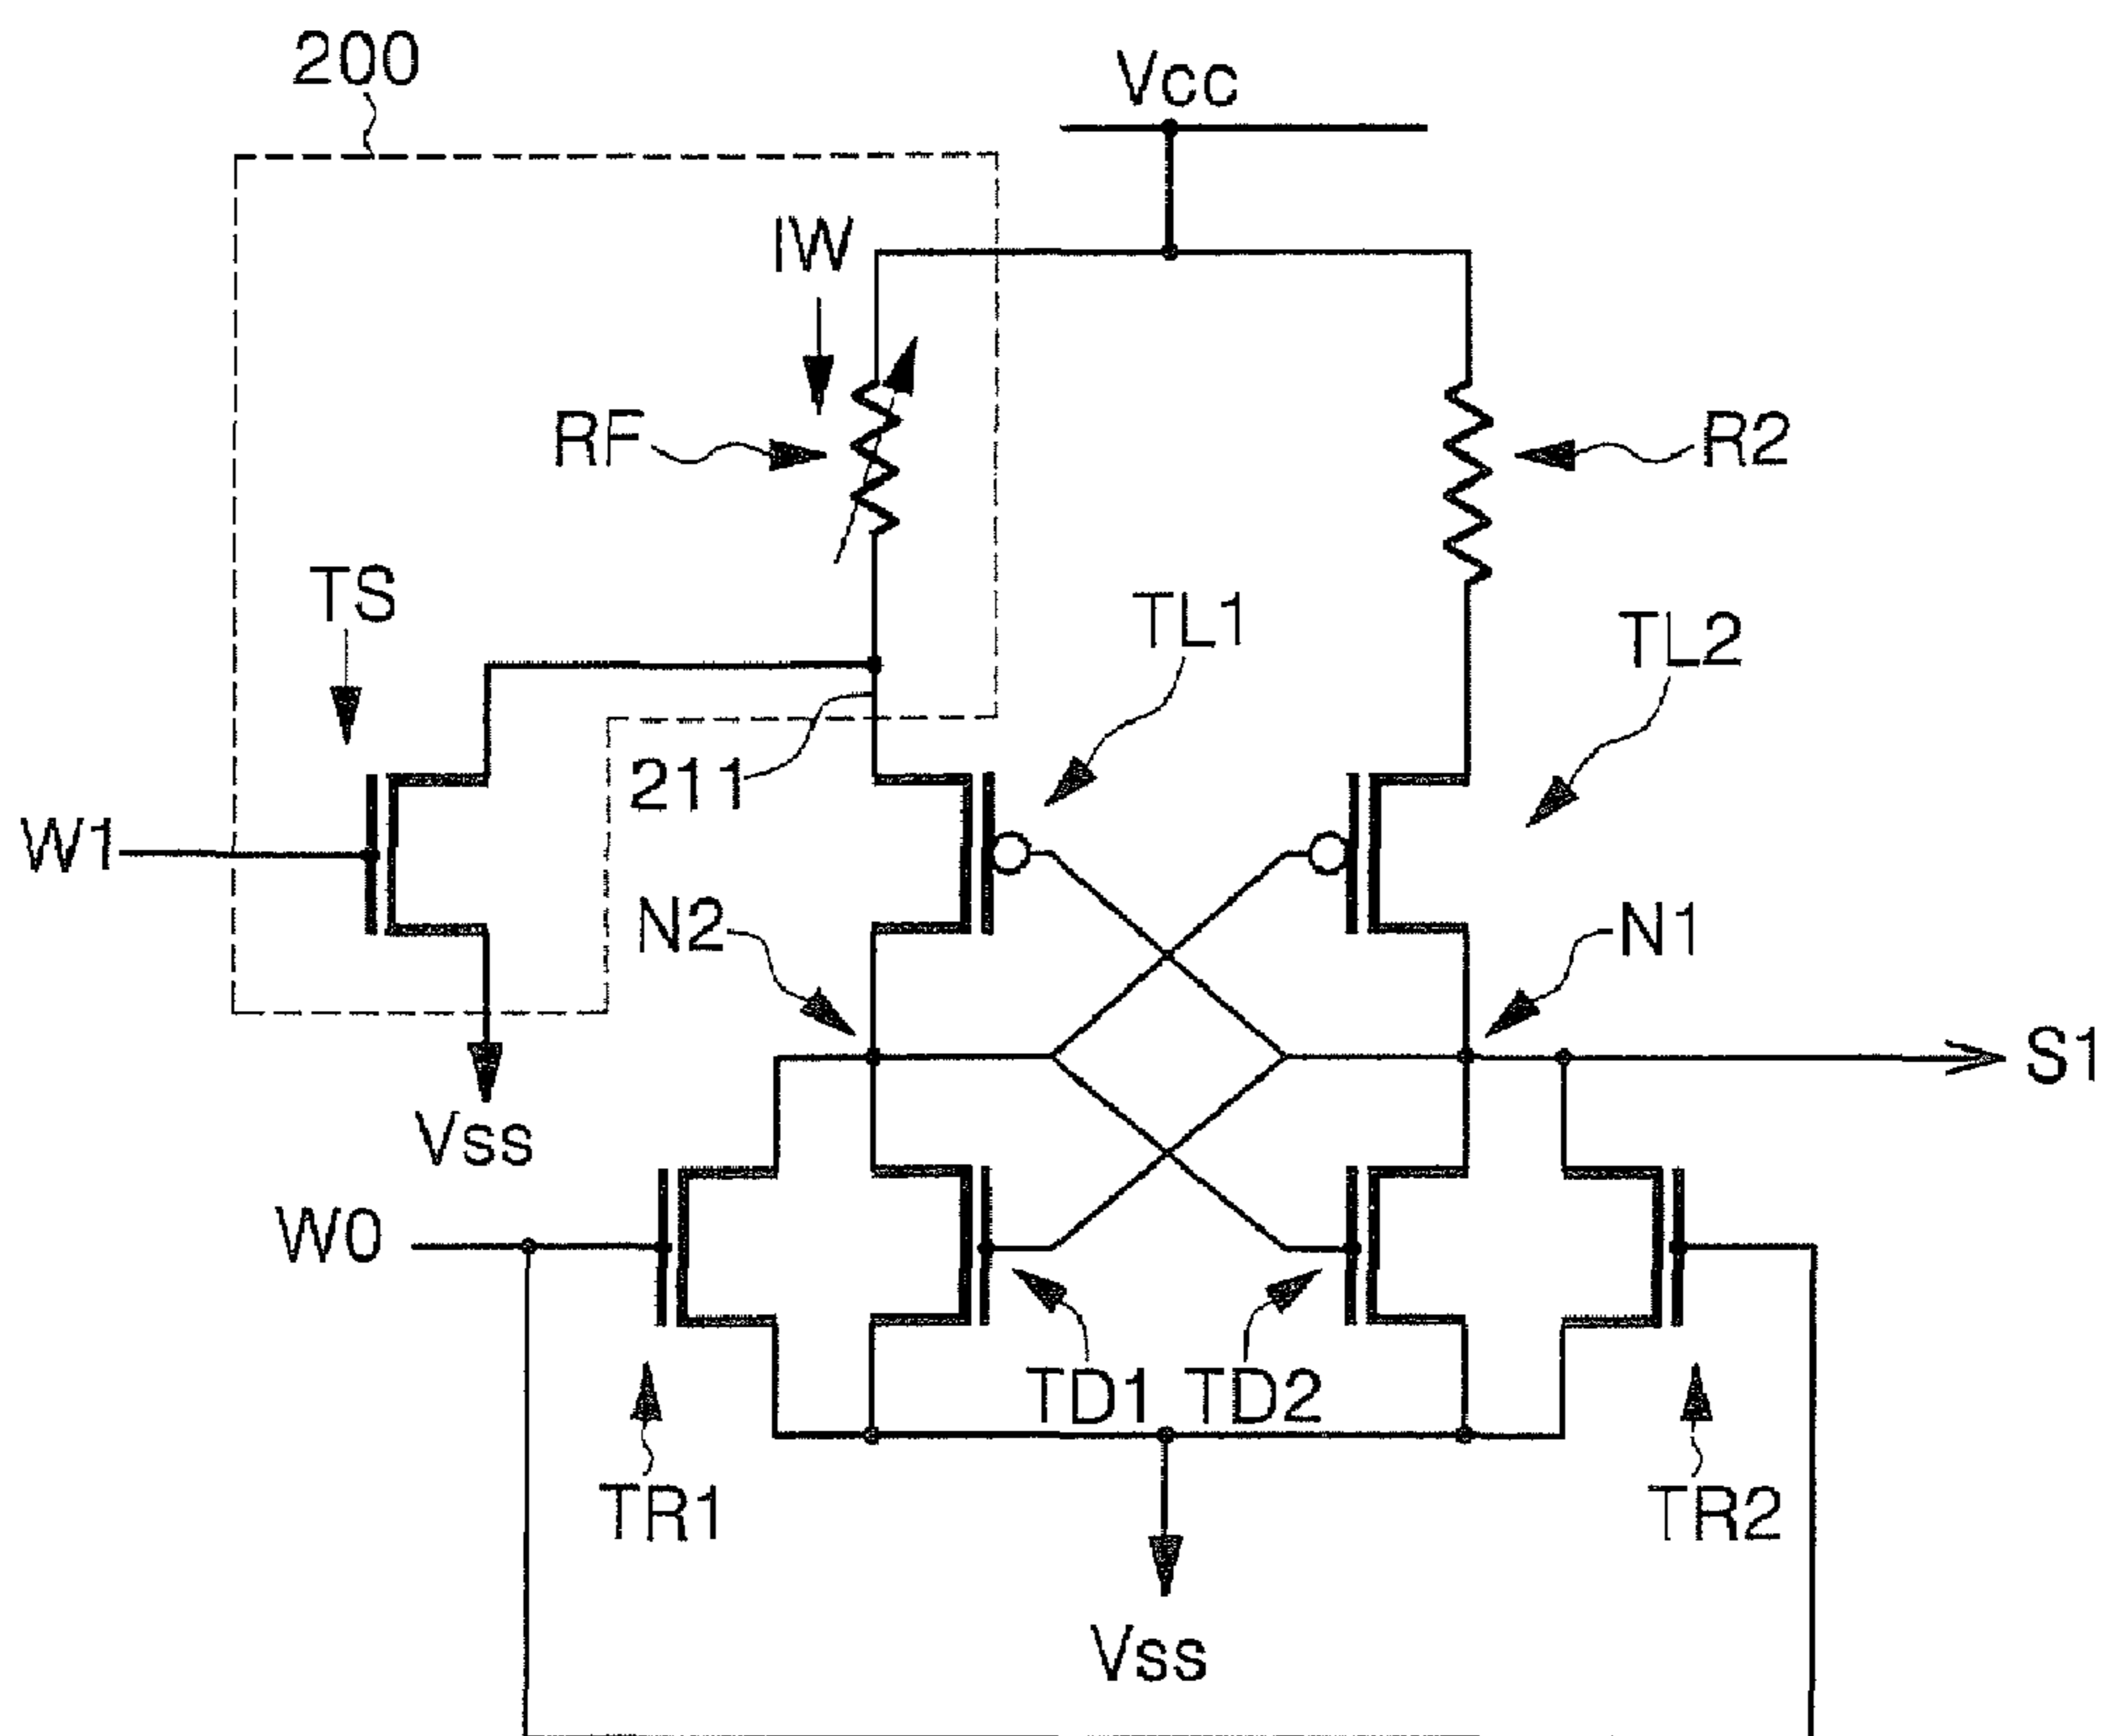 200
Vcc
IW
RF
R2
TS
TL1
TL2
211
W1
N2
N1
S1
Vss
W0
TD1
TD2
TR1
TR2
Vss